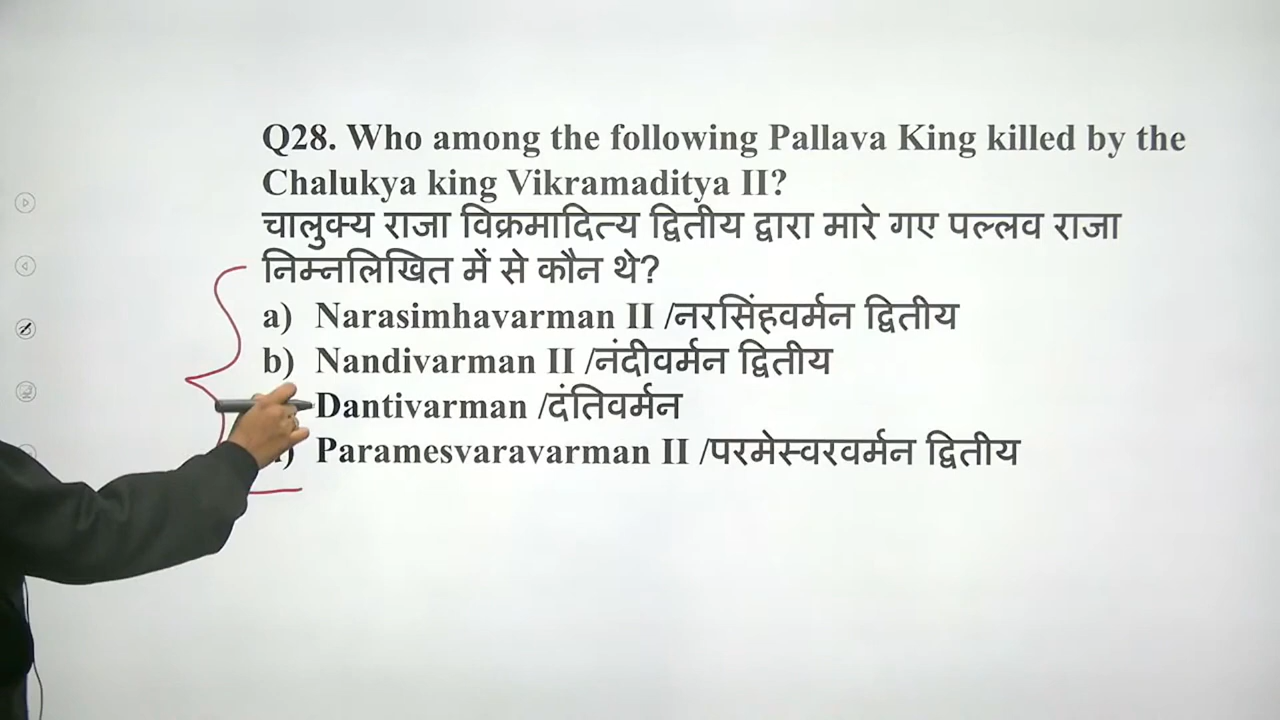 Q28. Who among the following Pallava King killed by the
Chalukya king Vikramaditya II?
चालुक्य राजा विक्रमादित्य द्वितीय द्वारा मारे गए पल्लव राजा
निम्नलिखित में से कौन थे?
a) Narasimhavarman II /नरसिंहवर्मन द्वितीय
b) Nandivarman II /नंदीवर्मन द्वितीय
Dantivarman /दंतिवर्मन
Paramesvaravarman II /परमेस्वरवर्मन द्वितीय